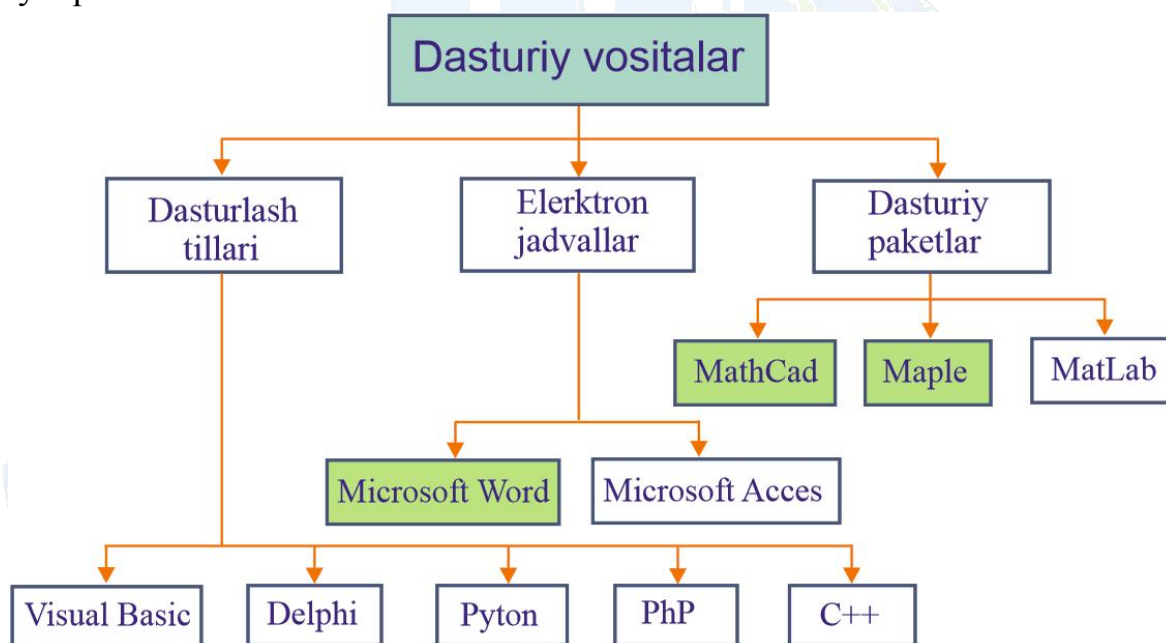 Dasturiy vositalar
Dasturlash
tillari
Elerktron
jadvallar
Dasturiy
paketlar
MathCad
Maple
MatLab
Microsoft Word
Microsoft Acces
Visual Basic
Delphi
Pyton
PhP
C++